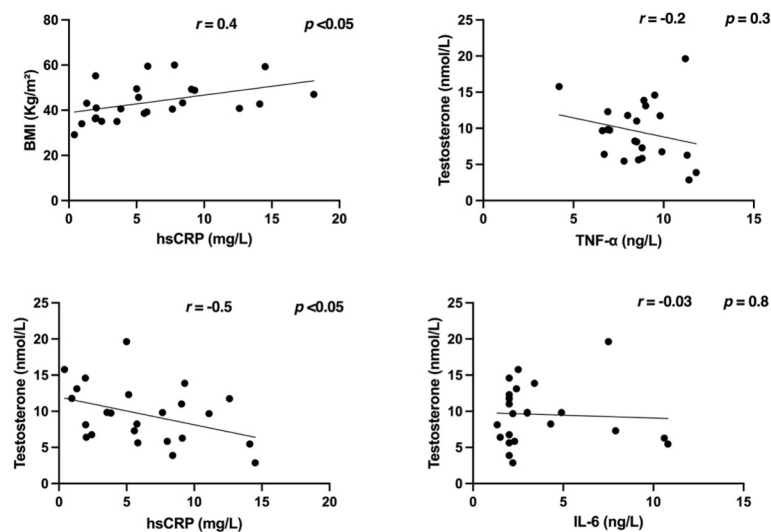 r = 0.4 p <0.05
80
60
40
20
0
BMI (Kg/m²)
0 5 10 15 20
hsCRP (mg/L)
r = -0.2 p = 0.3
25
20
15
10
5
0
Testosterone (nmol/L)
0 5 10 15
TNF-α (ng/L)
r = -0.5 p <0.05
25
20
15
10
5
0
Testosterone (nmol/L)
0 5 10 15 20
hsCRP (mg/L)
r = -0.03 p = 0.8
25
20
15
10
5
0
Testosterone (nmol/L)
0 5 10 15
IL-6 (ng/L)